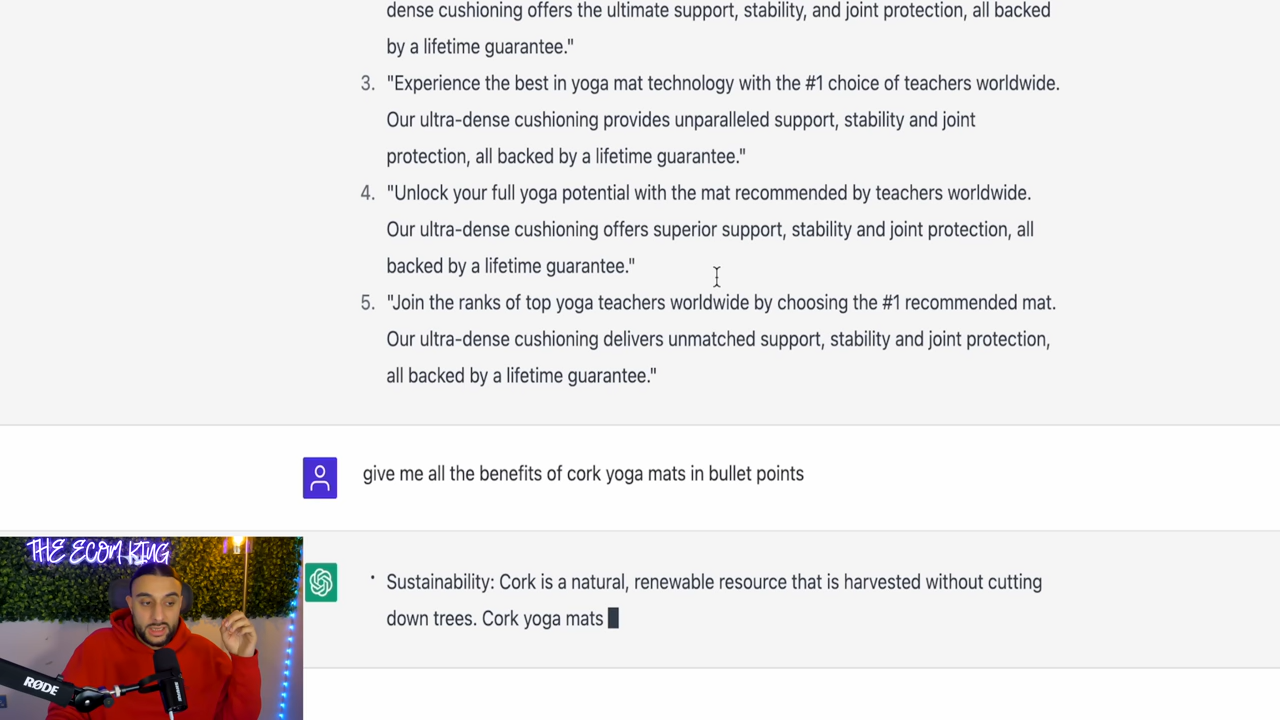 dense cushioning offers the ultimate support, stability, and joint protection, all backed
by a lifetime guarantee."
3. "Experience the best in yoga mat technology with the #1 choice of teachers worldwide.
Our ultra-dense cushioning provides unparalleled support, stability and joint
protection, all backed by a lifetime guarantee."
4. "Unlock your full yoga potential with the mat recommended by teachers worldwide.
Our ultra-dense cushioning offers superior support, stability and joint protection, all
backed by a lifetime guarantee."
5. "Join the ranks of top yoga teachers worldwide by choosing the #1 recommended mat.
Our ultra-dense cushioning delivers unmatched support, stability and joint protection,
all backed by a lifetime guarantee."
give me all the benefits of cork yoga mats in bullet points
THE ECOM KING
• Sustainability: Cork is a natural, renewable resource that is harvested without cutting
down trees. Cork yoga mats
RØDE